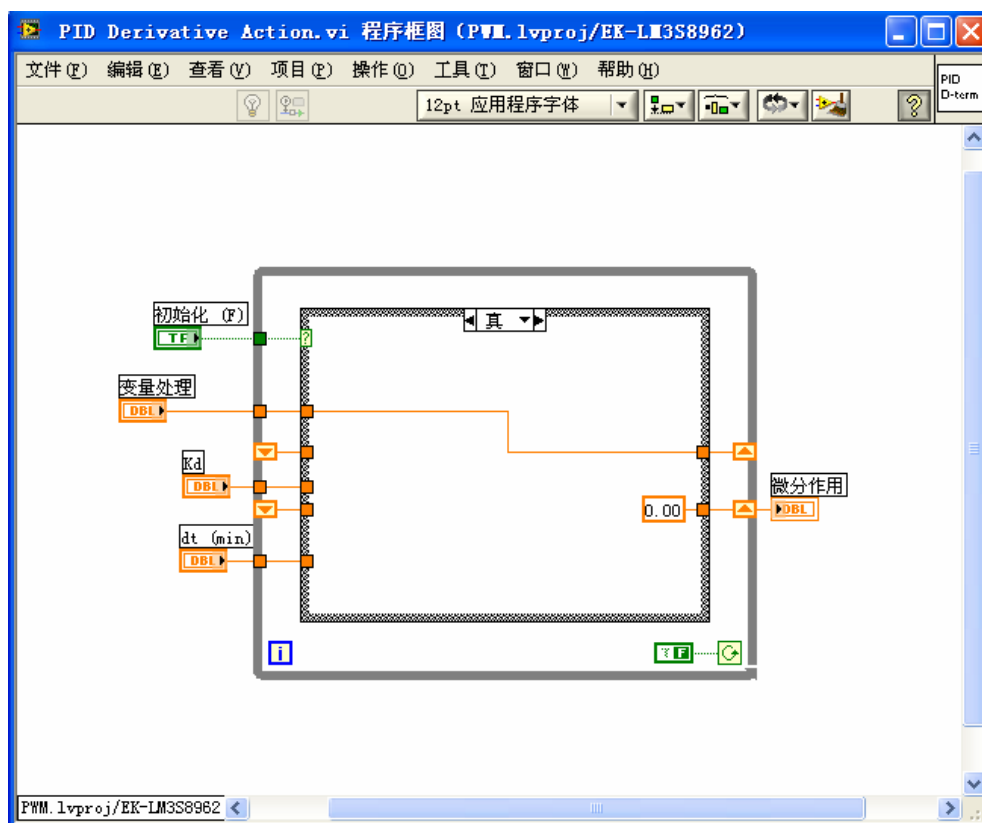 PID Derivative Action.vi 程序框图 (PWM.lvproj/EK-LM3S8962)
文件(F) 编辑(E) 查看(V) 项目(P) 操作(O) 工具(T) 窗口(W) 帮助(H)
PID
D-term
12pt 应用程序字体
?
初始化 (F)
TF
真
?
变量处理
DBL
Kd
DBL
微分作用
DBL
0.00
dt (min)
DBL
i
F
PWM.lvproj/EK-LM3S8962